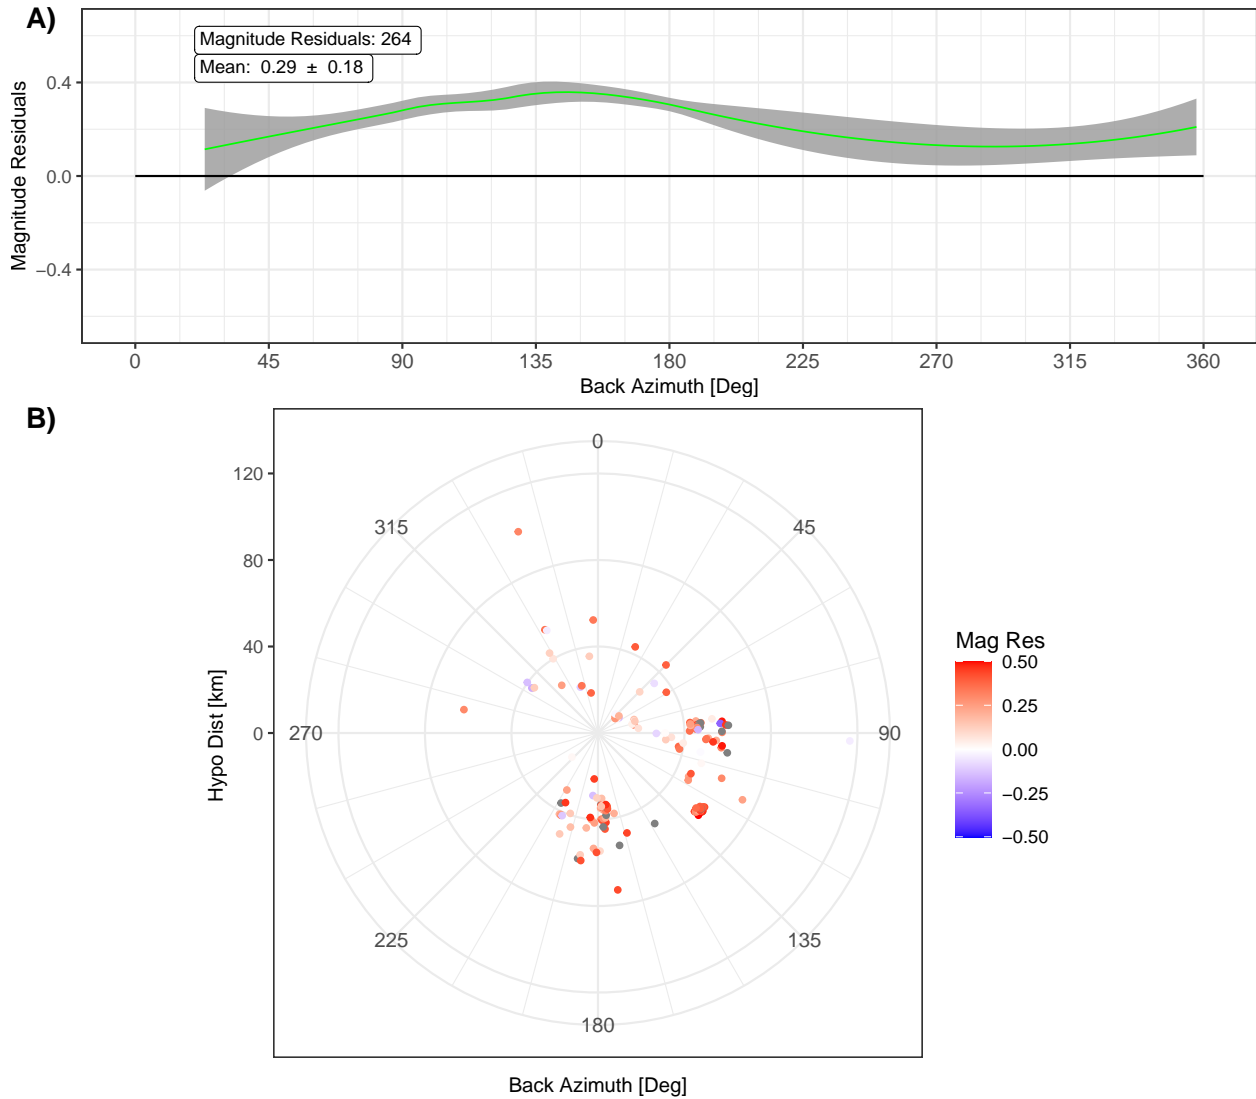 A)
Magnitude Residuals: 264
Mean:  0.29  ±  0.18
Magnitude Residuals
0.4
0.0
−0.4
0 45 90 135 180 225 270 315 360
Back Azimuth [Deg]
B)
Hypo Dist [km]
120
80
40
0
0
45
90
135
180
225
270
315
Back Azimuth [Deg]
Mag Res
0.50
0.25
0.00
−0.25
−0.50